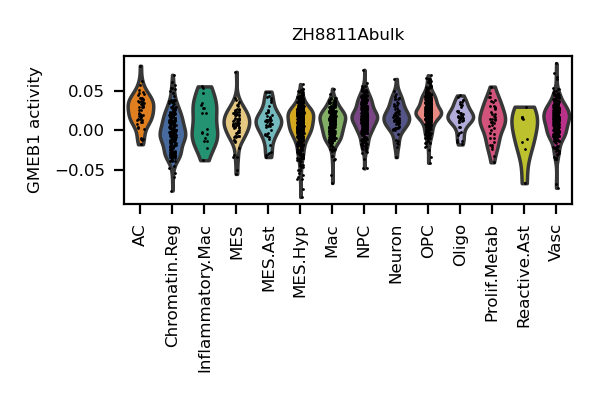 ZH8811Abulk
GMEB1 activity
0.05
0.00
−0.05
AC
Chromatin.Reg
Inflammatory.Mac
MES
MES.Ast
MES.Hyp
Mac
NPC
Neuron
OPC
Oligo
Prolif.Metab
Reactive.Ast
Vasc